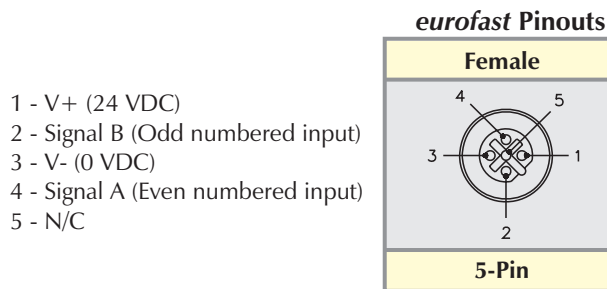 eurofast Pinouts
Female
1 - V+ (24 VDC)
2 - Signal B (Odd numbered input)
3 - V- (0 VDC)
4 - Signal A (Even numbered input)
5 - N/C
4
5
3
1
2
5-Pin